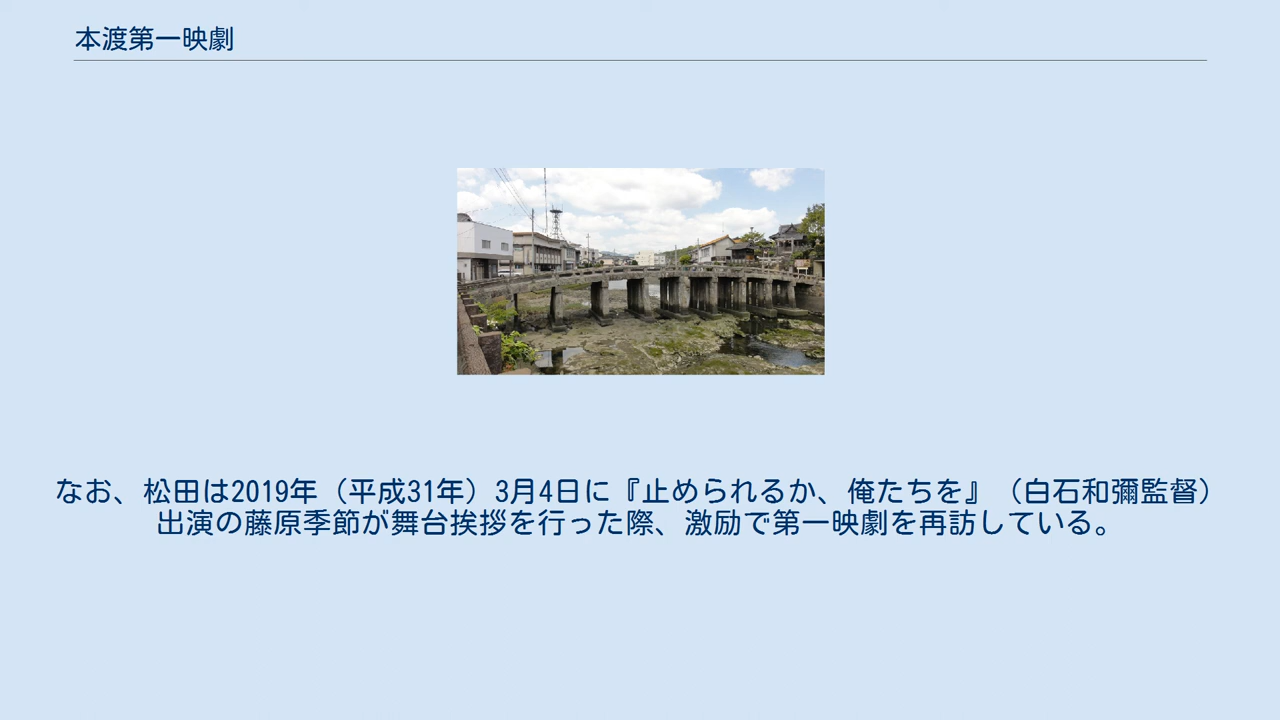 本渡第一映劇
なお、松田は2019年（平成31年）3月4日に『止められるか、俺たちを』（白石和彌監督）
出演の藤原季節が舞台挨拶を行った際、激励で第一映劇を再訪している。